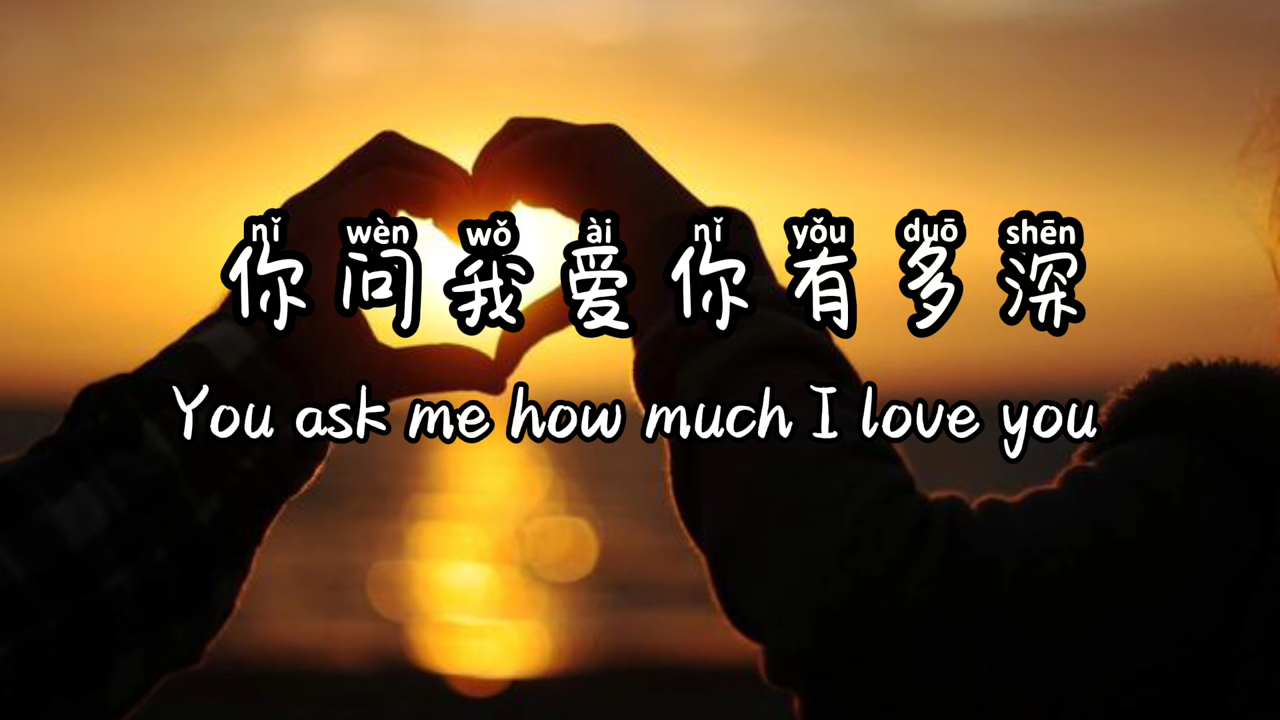 nǐ wèn wǒ ài nǐ yǒu duō shēn
你问我爱你有多深
You ask me how much I love you